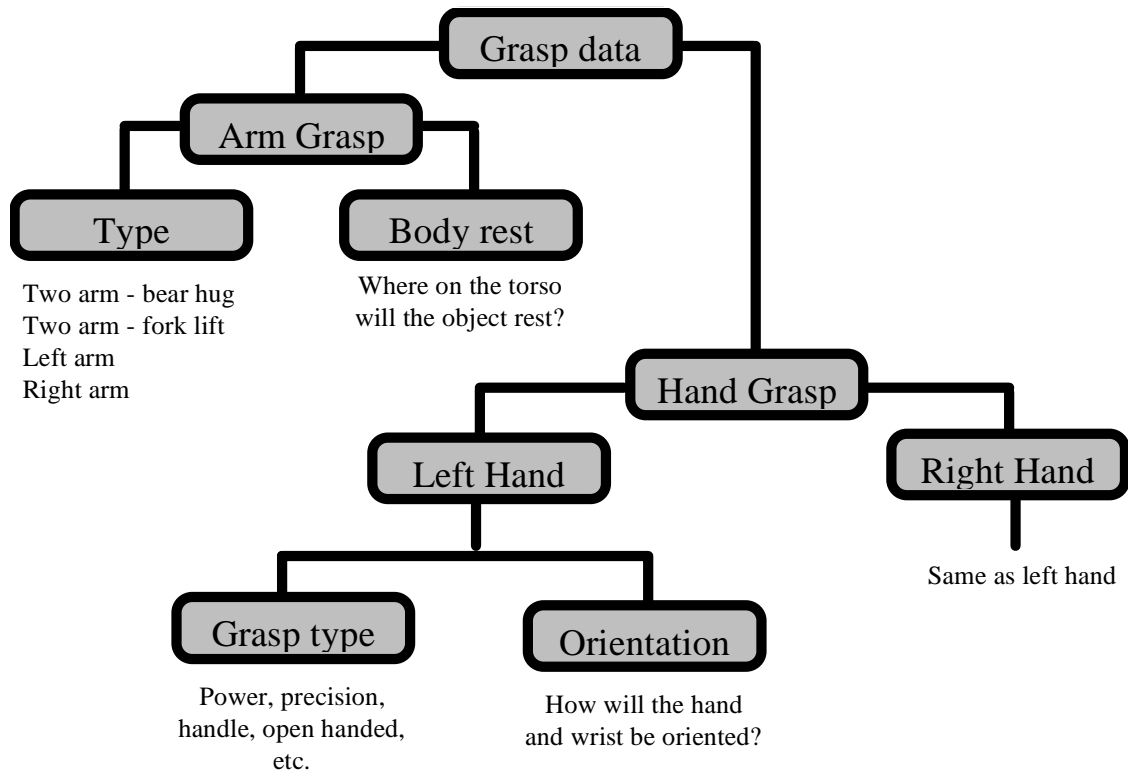 Grasp data
Arm Grasp
Type
Body rest
Two arm - bear hug
Two arm - fork lift
Left arm
Right arm
Where on the torso
will the object rest?
Hand Grasp
Left Hand
Right Hand
Same as left hand
Grasp type
Orientation
Power, precision,
handle, open handed,
etc.
How will the hand
and wrist be oriented?